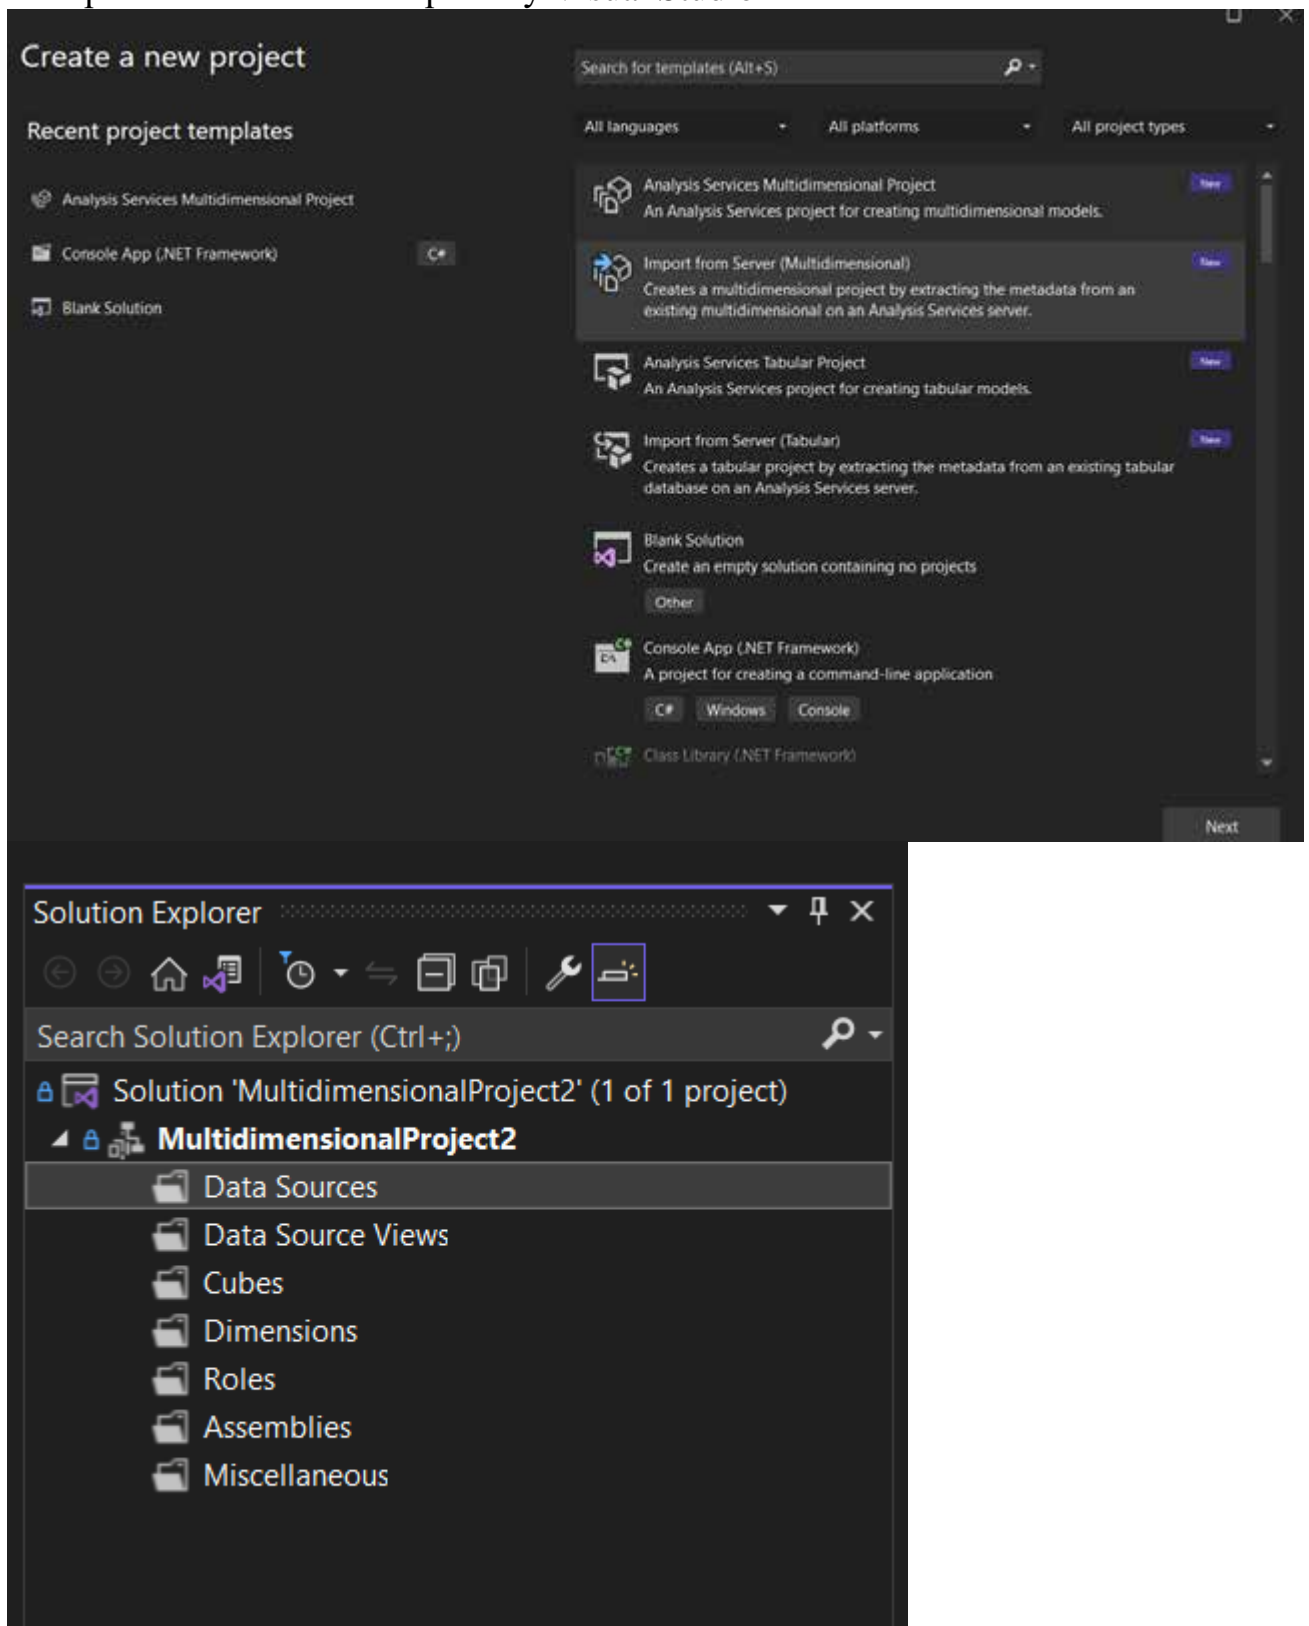 Create a new project
Search for templates (Alt+S)
Recent project templates
All languages
All platforms
All project types
Analysis Services Multidimensional Project
Console App (.NET Framework)
C#
Blank Solution
Analysis Services Multidimensional Project
New
An Analysis Services project for creating multidimensional models.
Import from Server (Multidimensional)
New
Creates a multidimensional project by extracting the metadata from an
existing multidimensional on an Analysis Services server.
Analysis Services Tabular Project
New
An Analysis Services project for creating tabular models.
Import from Server (Tabular)
New
Creates a tabular project by extracting the metadata from an existing tabular
database on an Analysis Services server.
Blank Solution
Create an empty solution containing no projects
Other
Console App (.NET Framework)
A project for creating a command-line application
C#
Windows
Console
Class Library (.NET Framework)
Next
Solution Explorer
Search Solution Explorer (Ctrl+;)
Solution 'MultidimensionalProject2' (1 of 1 project)
MultidimensionalProject2
Data Sources
Data Source Views
Cubes
Dimensions
Roles
Assemblies
Miscellaneous